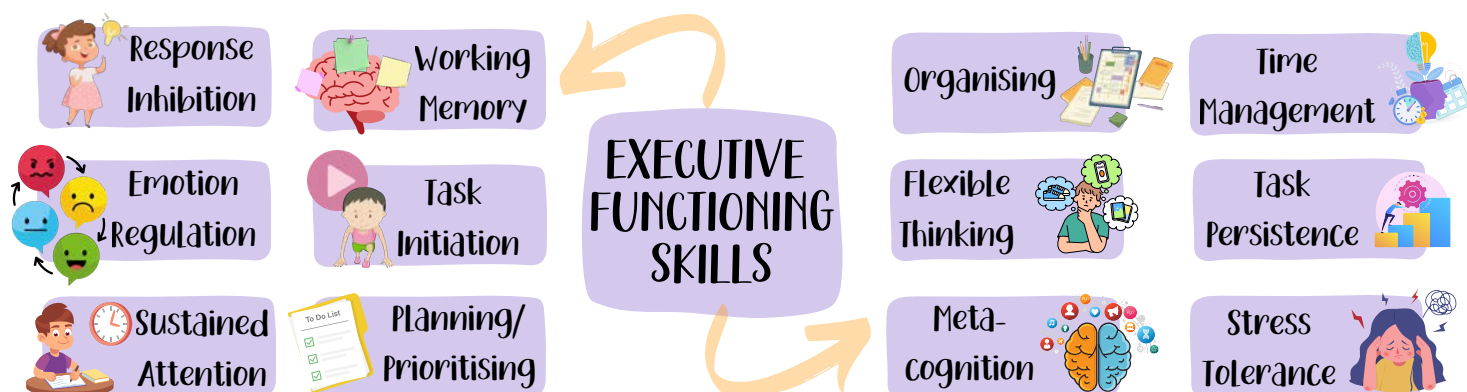 Response
Inhibition
Working
Memory
Emotion
Regulation
Task
Initiation
Sustained
Attention
To Do List
Planning/
Prioritising
EXECUTIVE
FUNCTIONING
SKILLS
Organising
Time
Management
Flexible
Thinking
Task
Persistence
Meta-
cognition
Stress
Tolerance